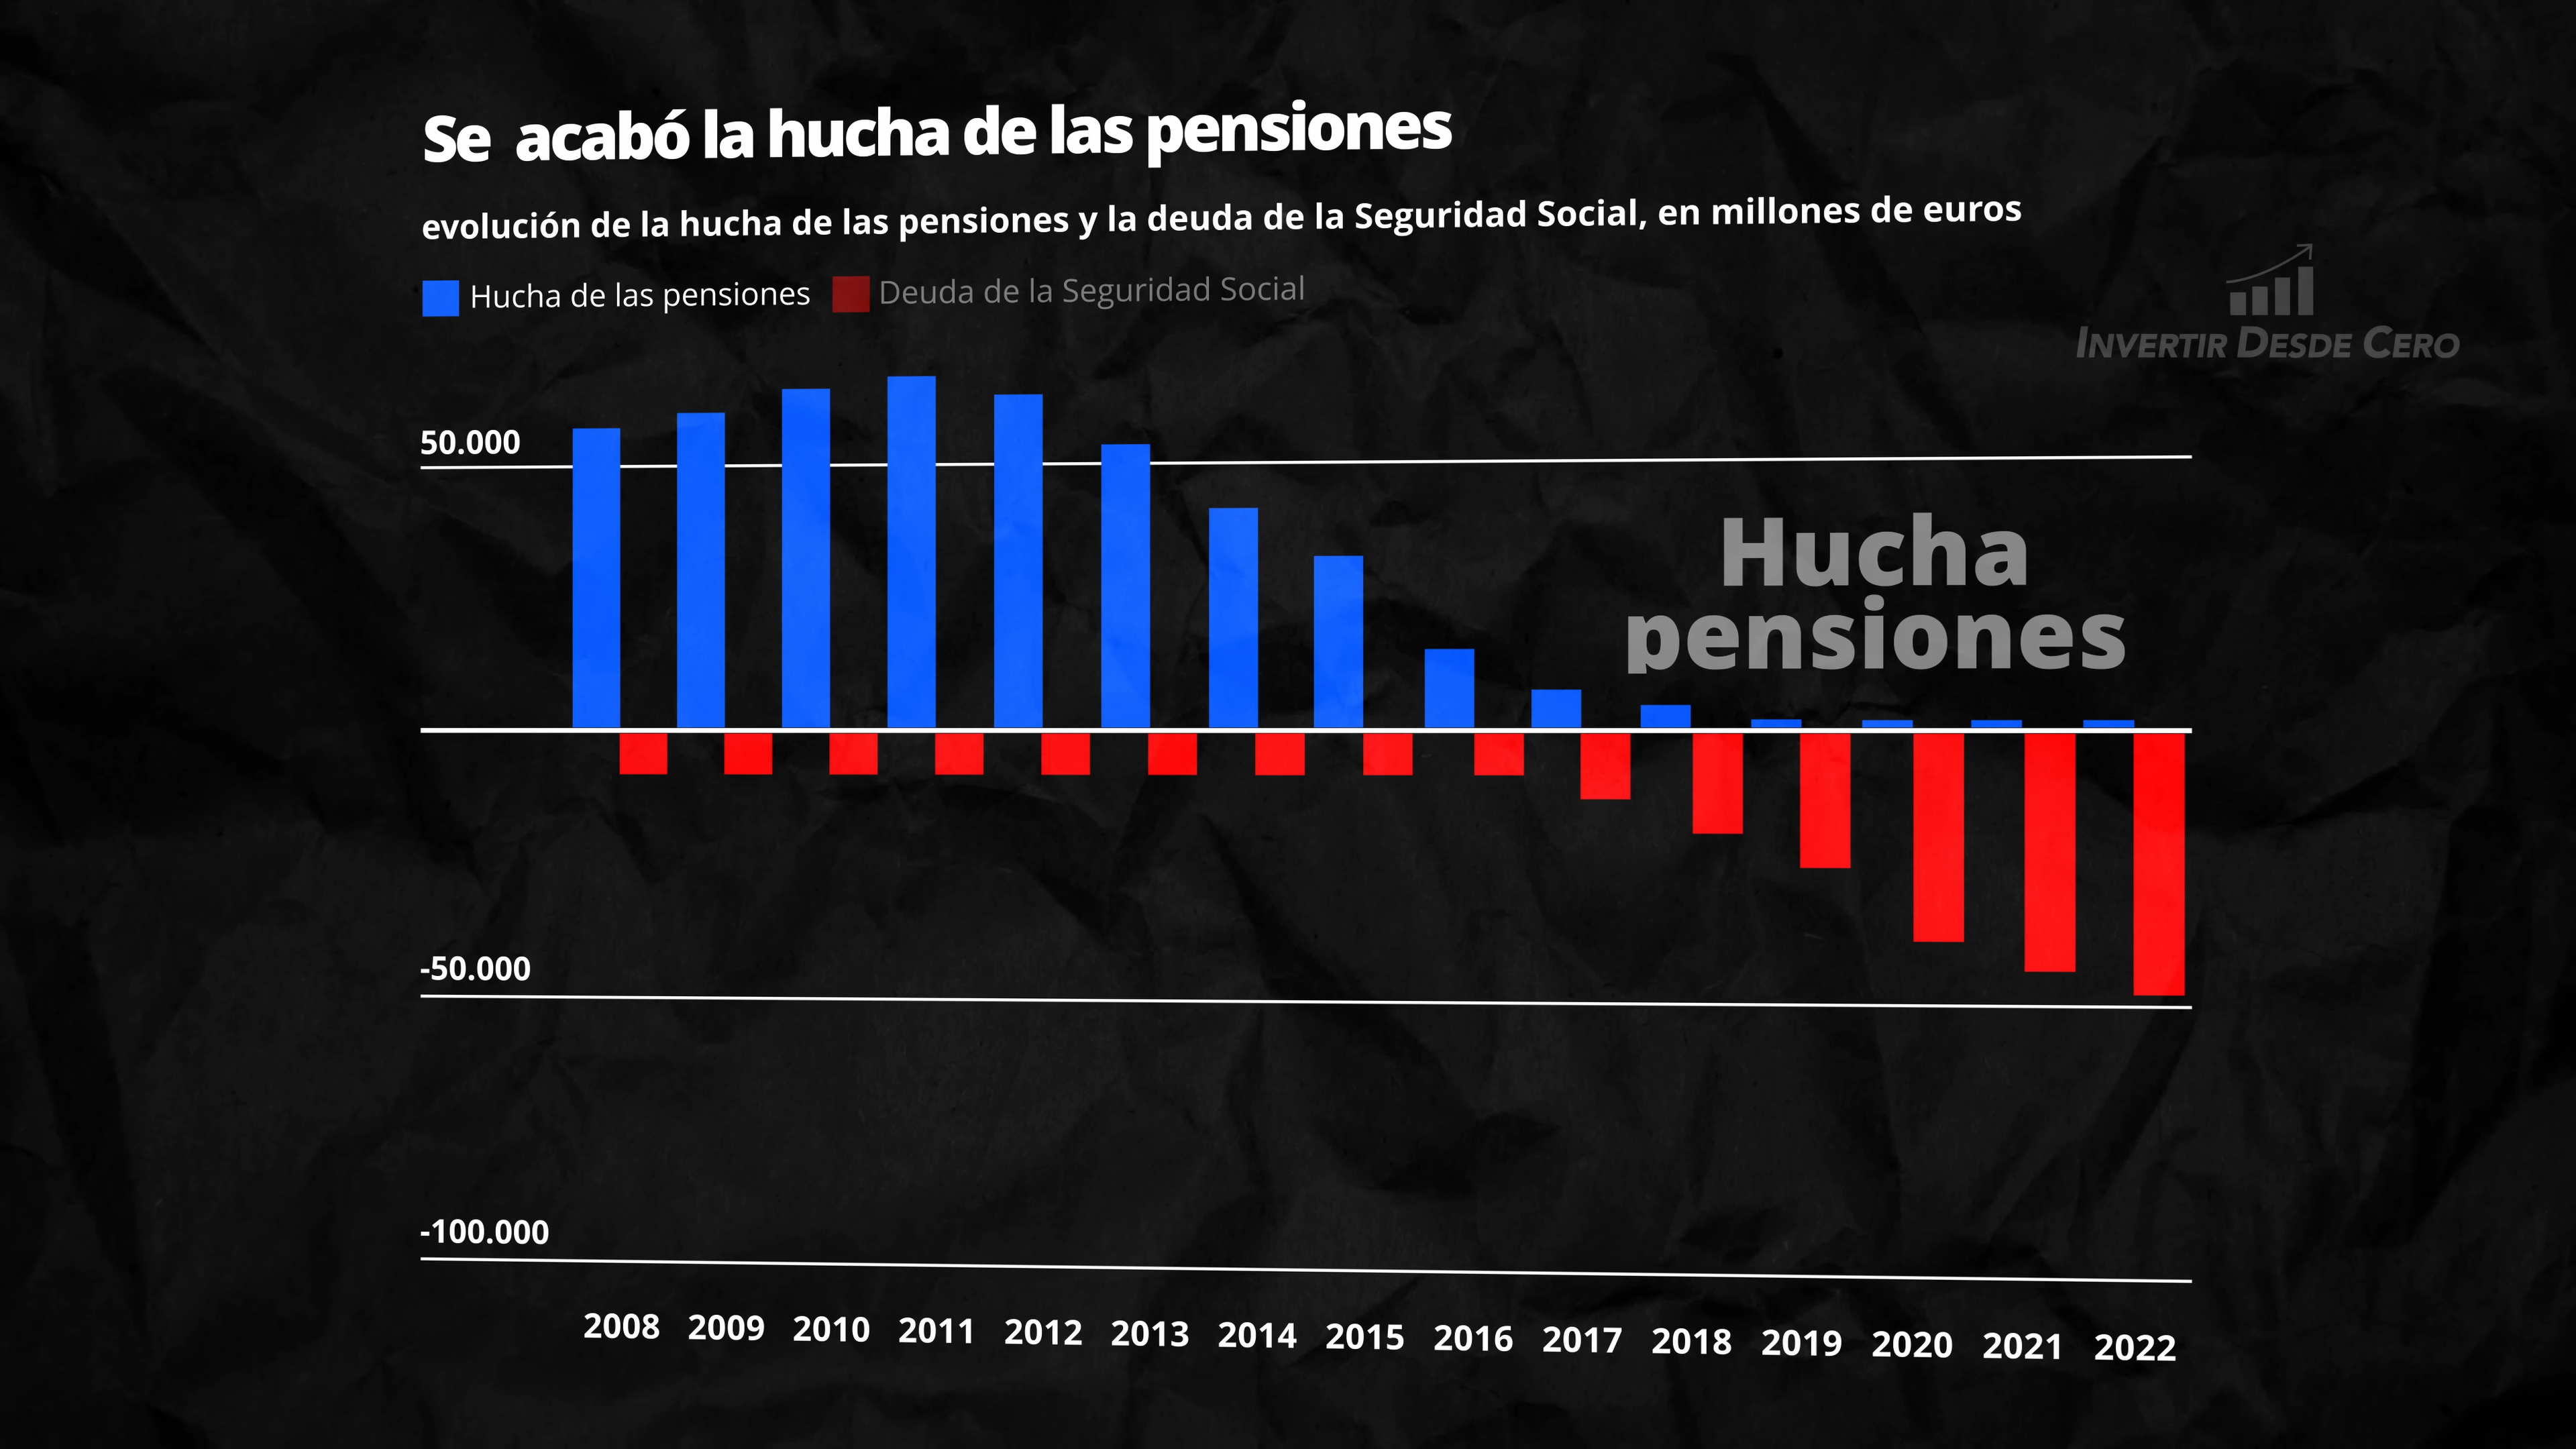 Se acabó la hucha de las pensiones
evolución de la hucha de las pensiones y la deuda de la Seguridad Social, en millones de euros
Hucha de las pensiones Deuda de la Seguridad Social
INVERTIR DESDE CERO
50.000
Hucha
pensiones
-50.000
-100.000
2008 2009 2010 2011 2012 2013 2014 2015 2016 2017 2018 2019 2020 2021 2022